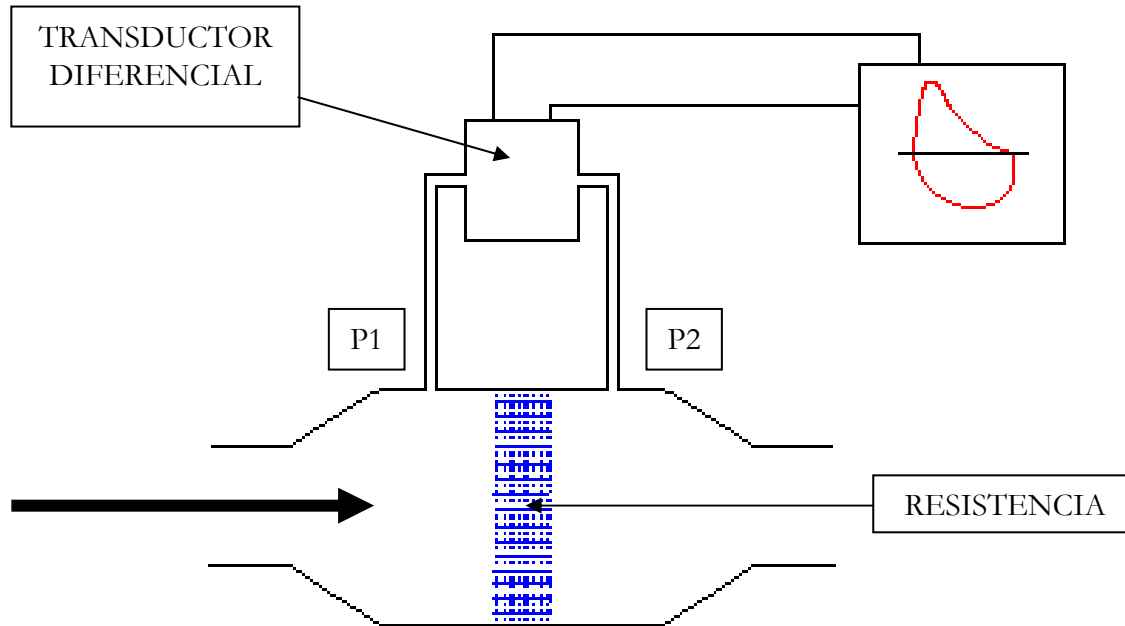 TRANSDUCTOR
DIFERENCIAL
P1
P2
RESISTENCIA